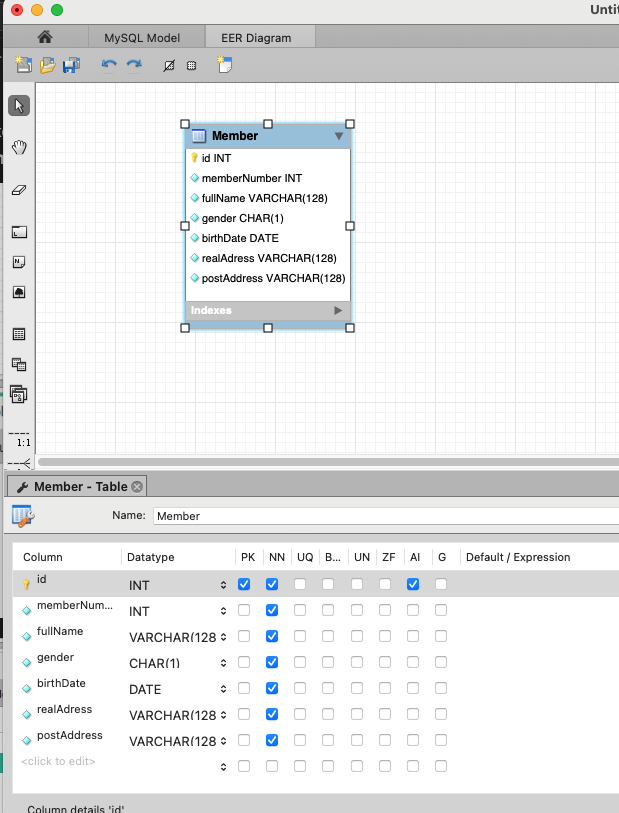 Unti
MySQL Model
EER Diagram
Member
id INT
memberNumber INT
fullName VARCHAR(128)
gender CHAR(1)
birthDate DATE
realAdress VARCHAR(128)
postAddress VARCHAR(128)
Indexes
1:1
Member - Table
Name: Member
Column Datatype PK NN UQ B... UN ZF AI G Default / Expression
id INT
memberNum... INT
fullName VARCHAR(128
gender CHAR(1)
birthDate DATE
realAdress VARCHAR(128
postAddress VARCHAR(128
<click to edit>
Column details 'id'